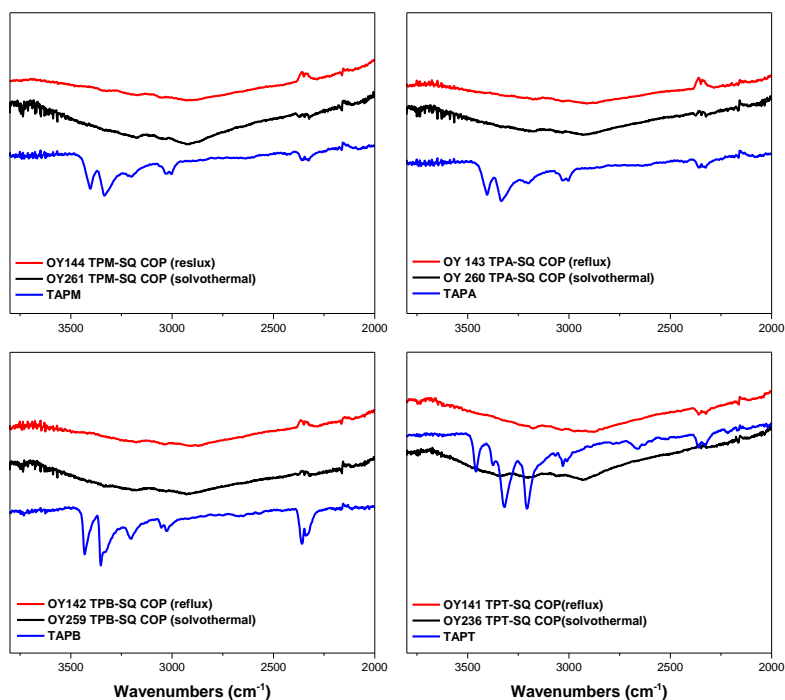 OY144 TPM-SQ COP (reslux)
OY261 TPM-SQ COP (solvothermal)
TAPM
3500 3000 2500 2000
OY 143 TPA-SQ COP (reflux)
OY 260 TPA-SQ COP (solvothermal)
TAPA
3500 3000 2500 2000
OY142 TPB-SQ COP (reflux)
OY259 TPB-SQ COP (solvothermal)
TAPB
3500 3000 2500 2000
Wavenumbers (cm-1)
OY141 TPT-SQ COP(reflux)
OY236 TPT-SQ COP(solvothermal)
TAPT
3500 3000 2500 2000
Wavenumbers (cm-1)